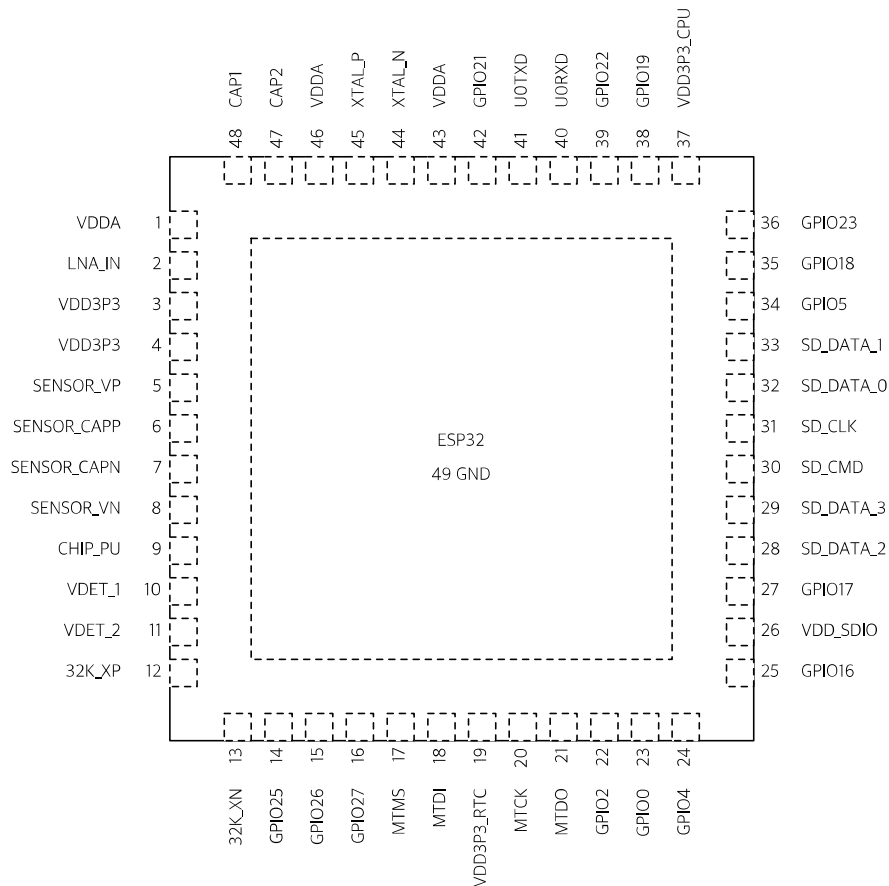 CAP1
CAP2
VDDA
XTAL_P
XTAL_N
VDDA
GPIO21
U0TXD
U0RXD
GPIO22
GPIO19
VDD3P3_CPU
48 47 46 45 44 43 42 41 40 39 38 37
VDDA 1
LNA_IN 2
VDD3P3 3
VDD3P3 4
SENSOR_VP 5
SENSOR_CAPP 6
SENSOR_CAPN 7
SENSOR_VN 8
CHIP_PU 9
VDET_1 10
VDET_2 11
32K_XP 12
ESP32
49 GND
36 GPIO23
35 GPIO18
34 GPIO5
33 SD_DATA_1
32 SD_DATA_0
31 SD_CLK
30 SD_CMD
29 SD_DATA_3
28 SD_DATA_2
27 GPIO17
26 VDD_SDIO
25 GPIO16
13 14 15 16 17 18 19 20 21 22 23 24
32K_XN
GPIO25
GPIO26
GPIO27
MTMS
MTDI
VDD3P3_RTC
MTCK
MTDO
GPIO2
GPIO0
GPIO4